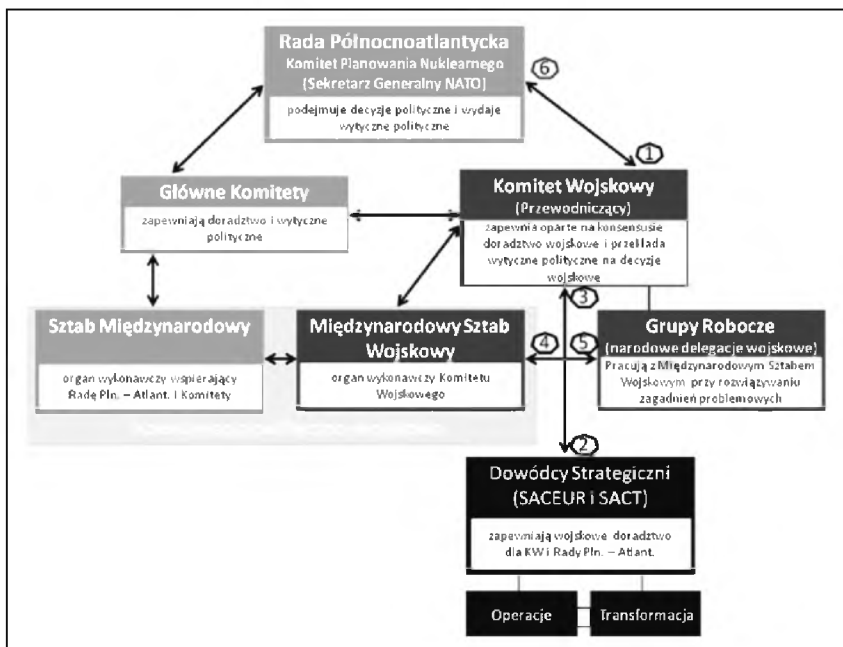 Rada Północnoatlantycka
Komitet Planowania Nuklearnego
(Sekretarz Generalny NATO)
podejmuje decyzje polityczne i wydaje
wytyczne polityczne
6
1
Główne Komitety
zapewniają doradztwo i wytyczne
polityczne
Komitet Wojskowy
(Przewodniczący)
zapewnia oparte na konsensusie
doradztwo wojskowe i przekłada
wytyczne polityczne na decyzje
wojskowe
3
Sztab Międzynarodowy
organ wykonawczy wspierający
Radę Płn. – Atlant. i Komitety
Międzynarodowy Sztab
Wojskowy
organ wykonawczy Komitetu
Wojskowego
4
5
Grupy Robocze
(narodowe delegacje wojskowe)
Pracują z Międzynarodowym Sztabem
Wojskowym przy rozwiązywaniu
zagadnień problemowych
2
Dowódcy Strategiczni
(SACEUR i SACT)
zapewniają wojskowe doradztwo
dla KW i Rady Płn. – Atlant.
Operacje
Transformacja